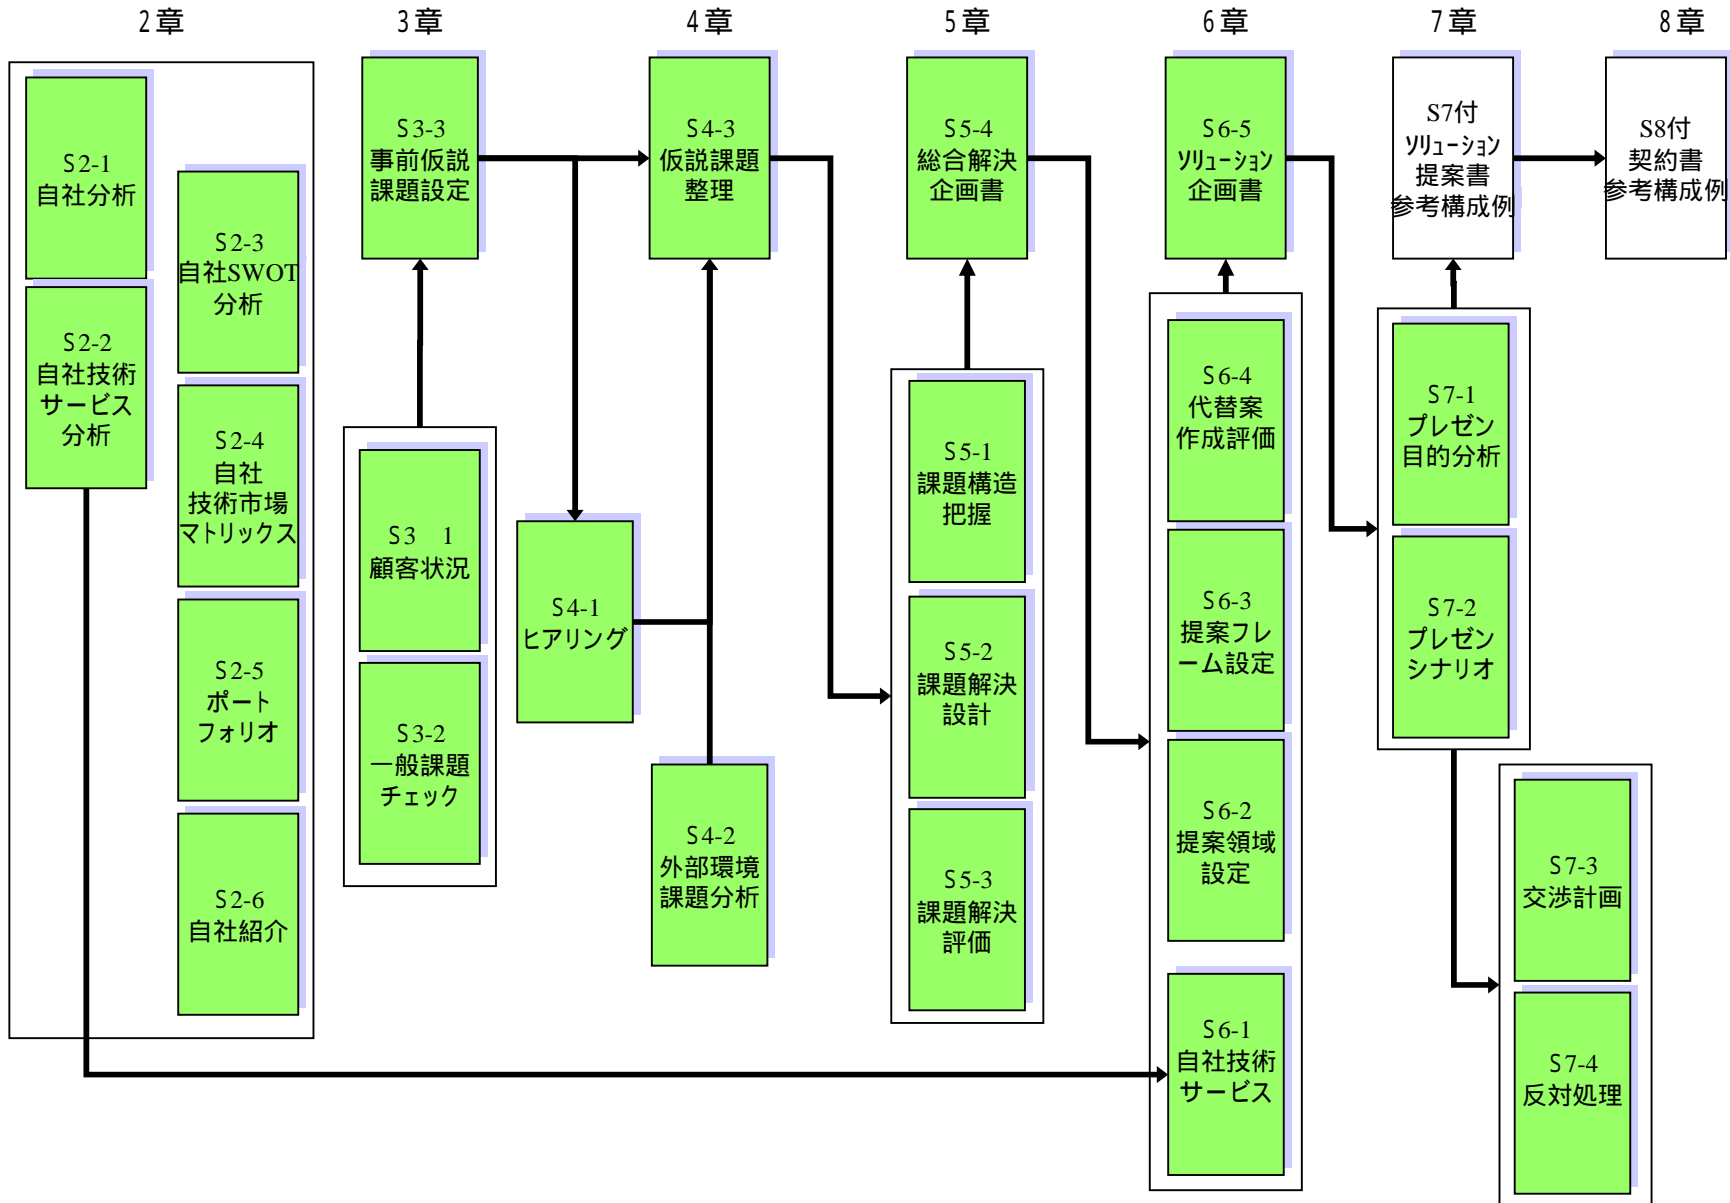 2章
3章
4章
5章
6章
7章
8章
S2-1
自社分析
S2-2
自社技術
サービス
分析
S2-3
自社SWOT
分析
S2-4
自社
技術市場
マトリックス
S2-5
ポート
フォリオ
S2-6
自社紹介
S3-3
事前仮説
課題設定
S3　1
顧客状況
S3-2
一般課題
チェック
S4-3
仮説課題
整理
S4-1
ヒアリング
S4-2
外部環境
課題分析
S5-4
総合解決
企画書
S5-1
課題構造
把握
S5-2
課題解決
設計
S5-3
課題解決
評価
S6-5
ソリューション
企画書
S6-4
代替案
作成評価
S6-3
提案フレ
ーム設定
S6-2
提案領域
設定
S6-1
自社技術
サービス
S7付
ソリューション
提案書
参考構成例
S7-1
プレゼン
目的分析
S7-2
プレゼン
シナリオ
S7-3
交渉計画
S7-4
反対処理
S8付
契約書
参考構成例